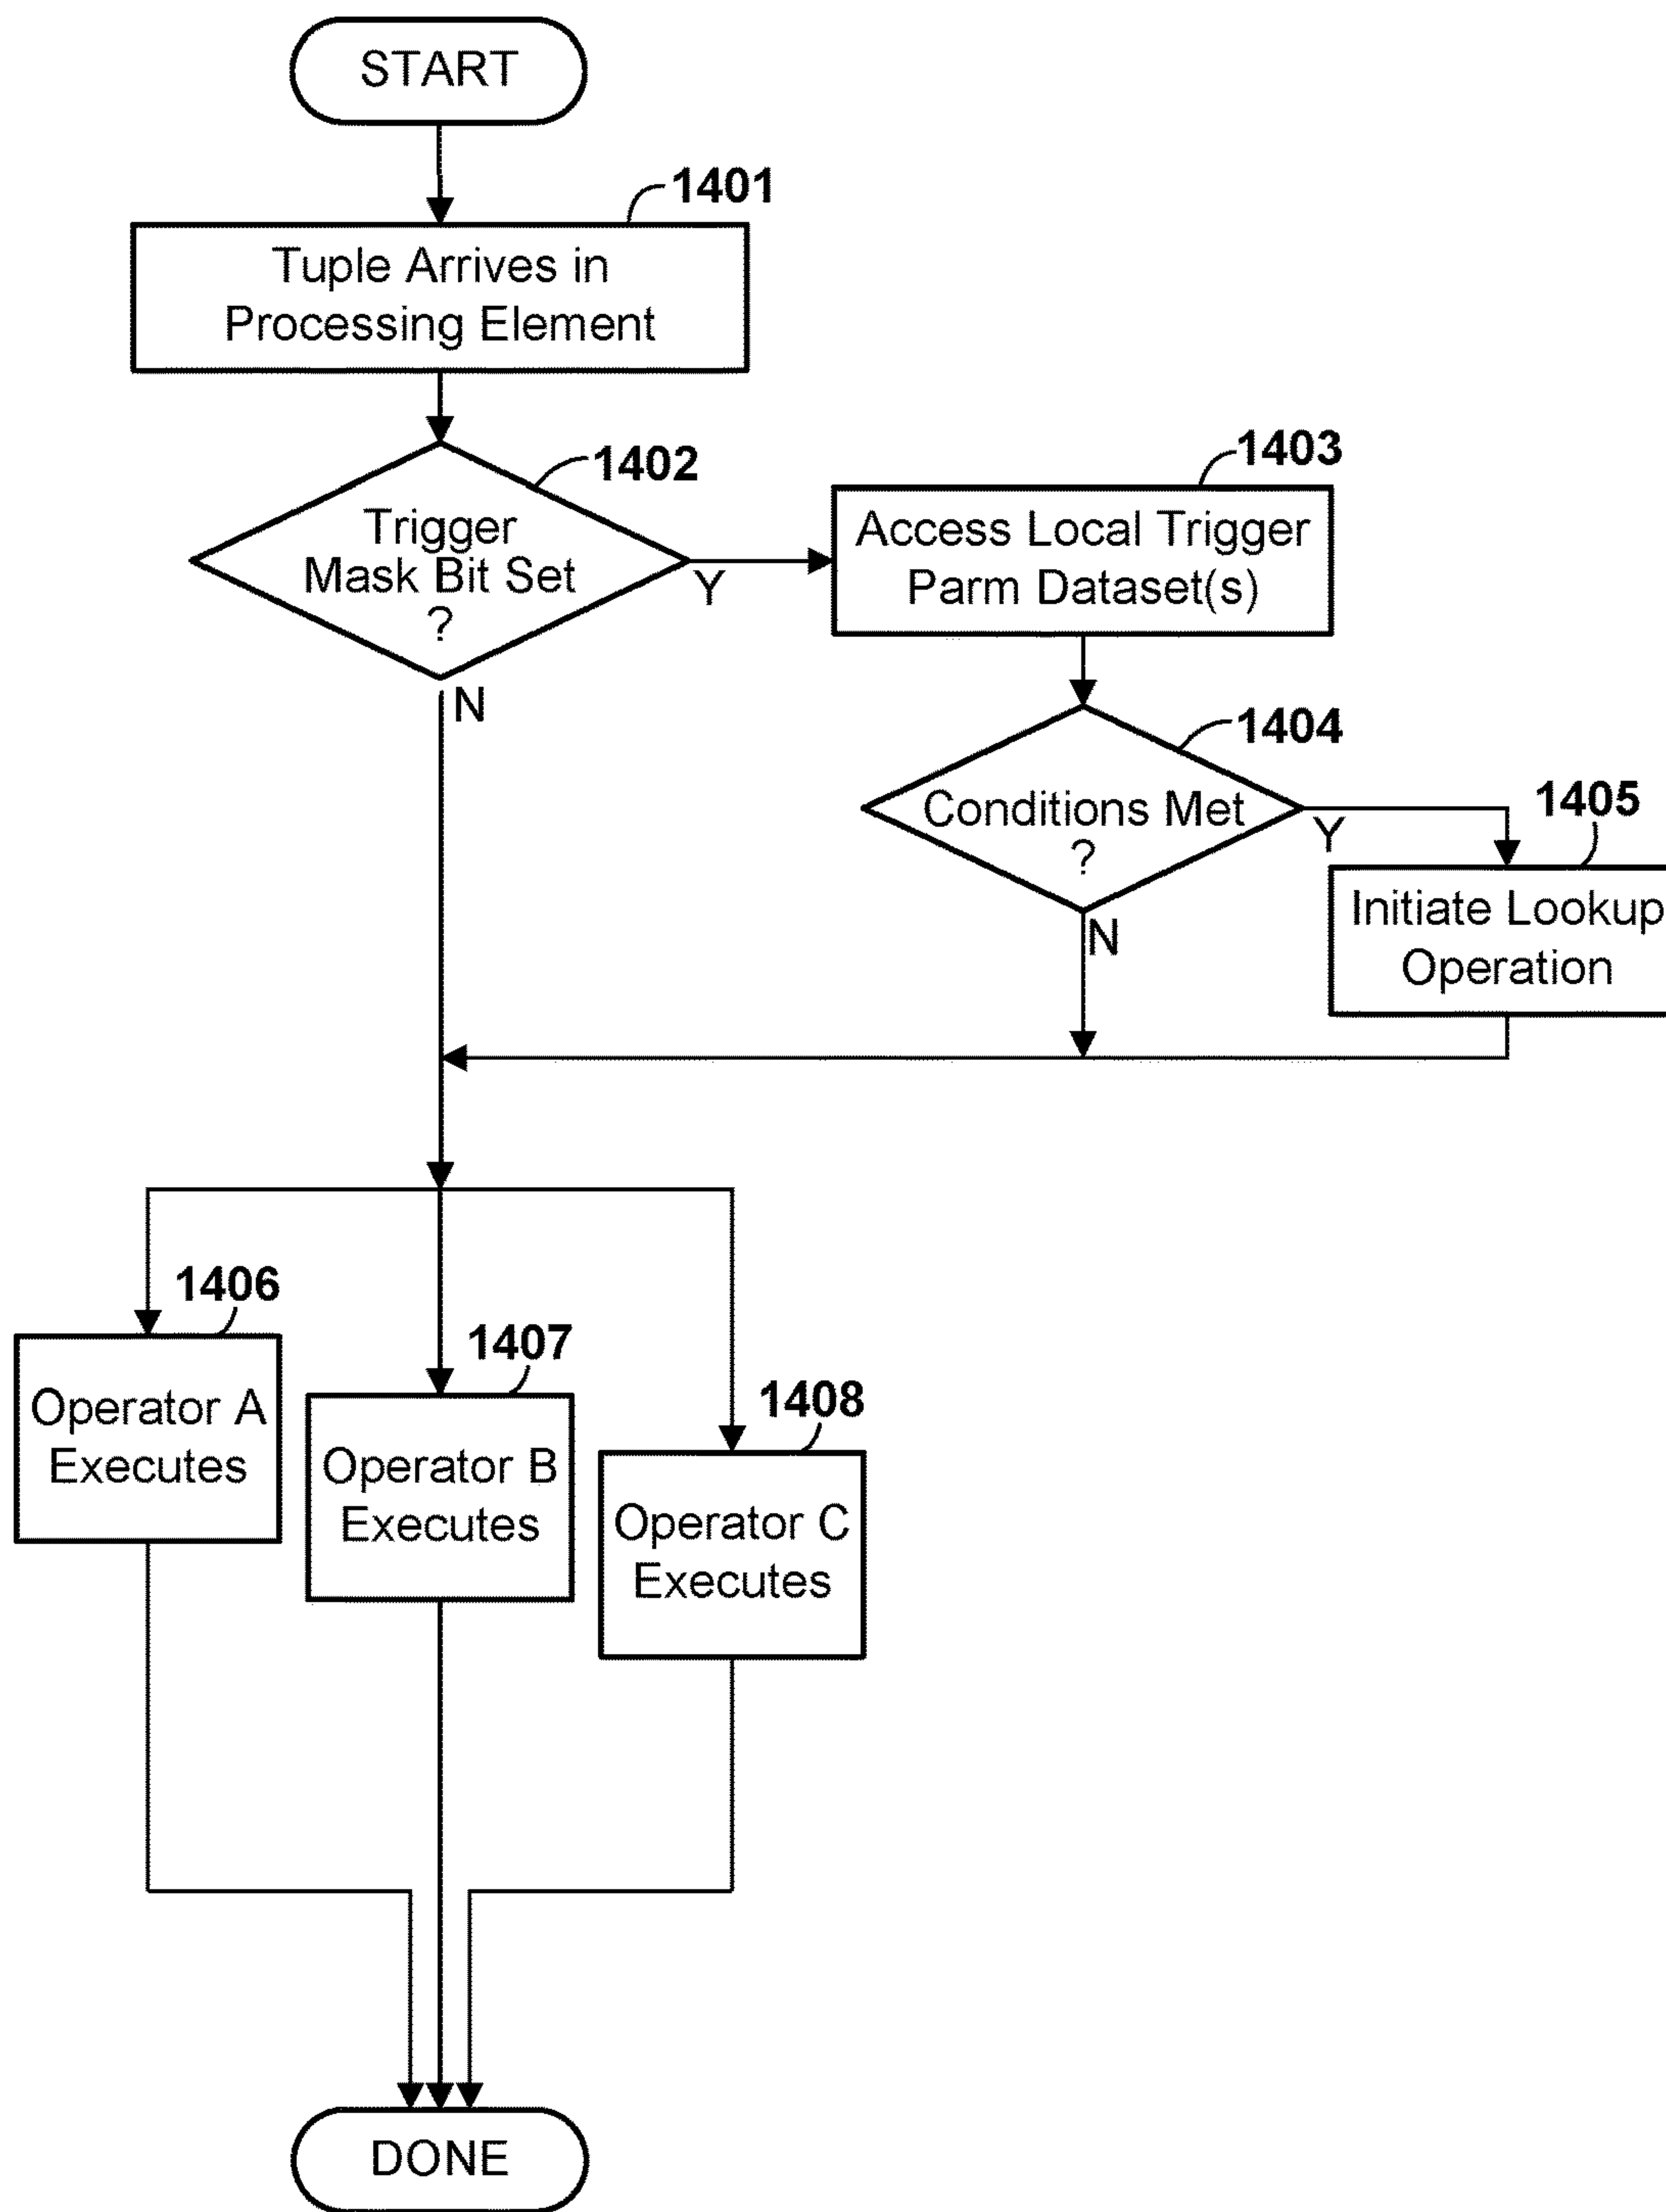 START
1401
Tuple Arrives in
Processing Element
1402
Trigger
Mask Bit Set
?
Y
N
1403
Access Local Trigger
Parm Dataset(s)
1404
Conditions Met
?
Y
N
1405
Initiate Lookup
Operation
1406
Operator A
Executes
1407
Operator B
Executes
1408
Operator C
Executes
DONE